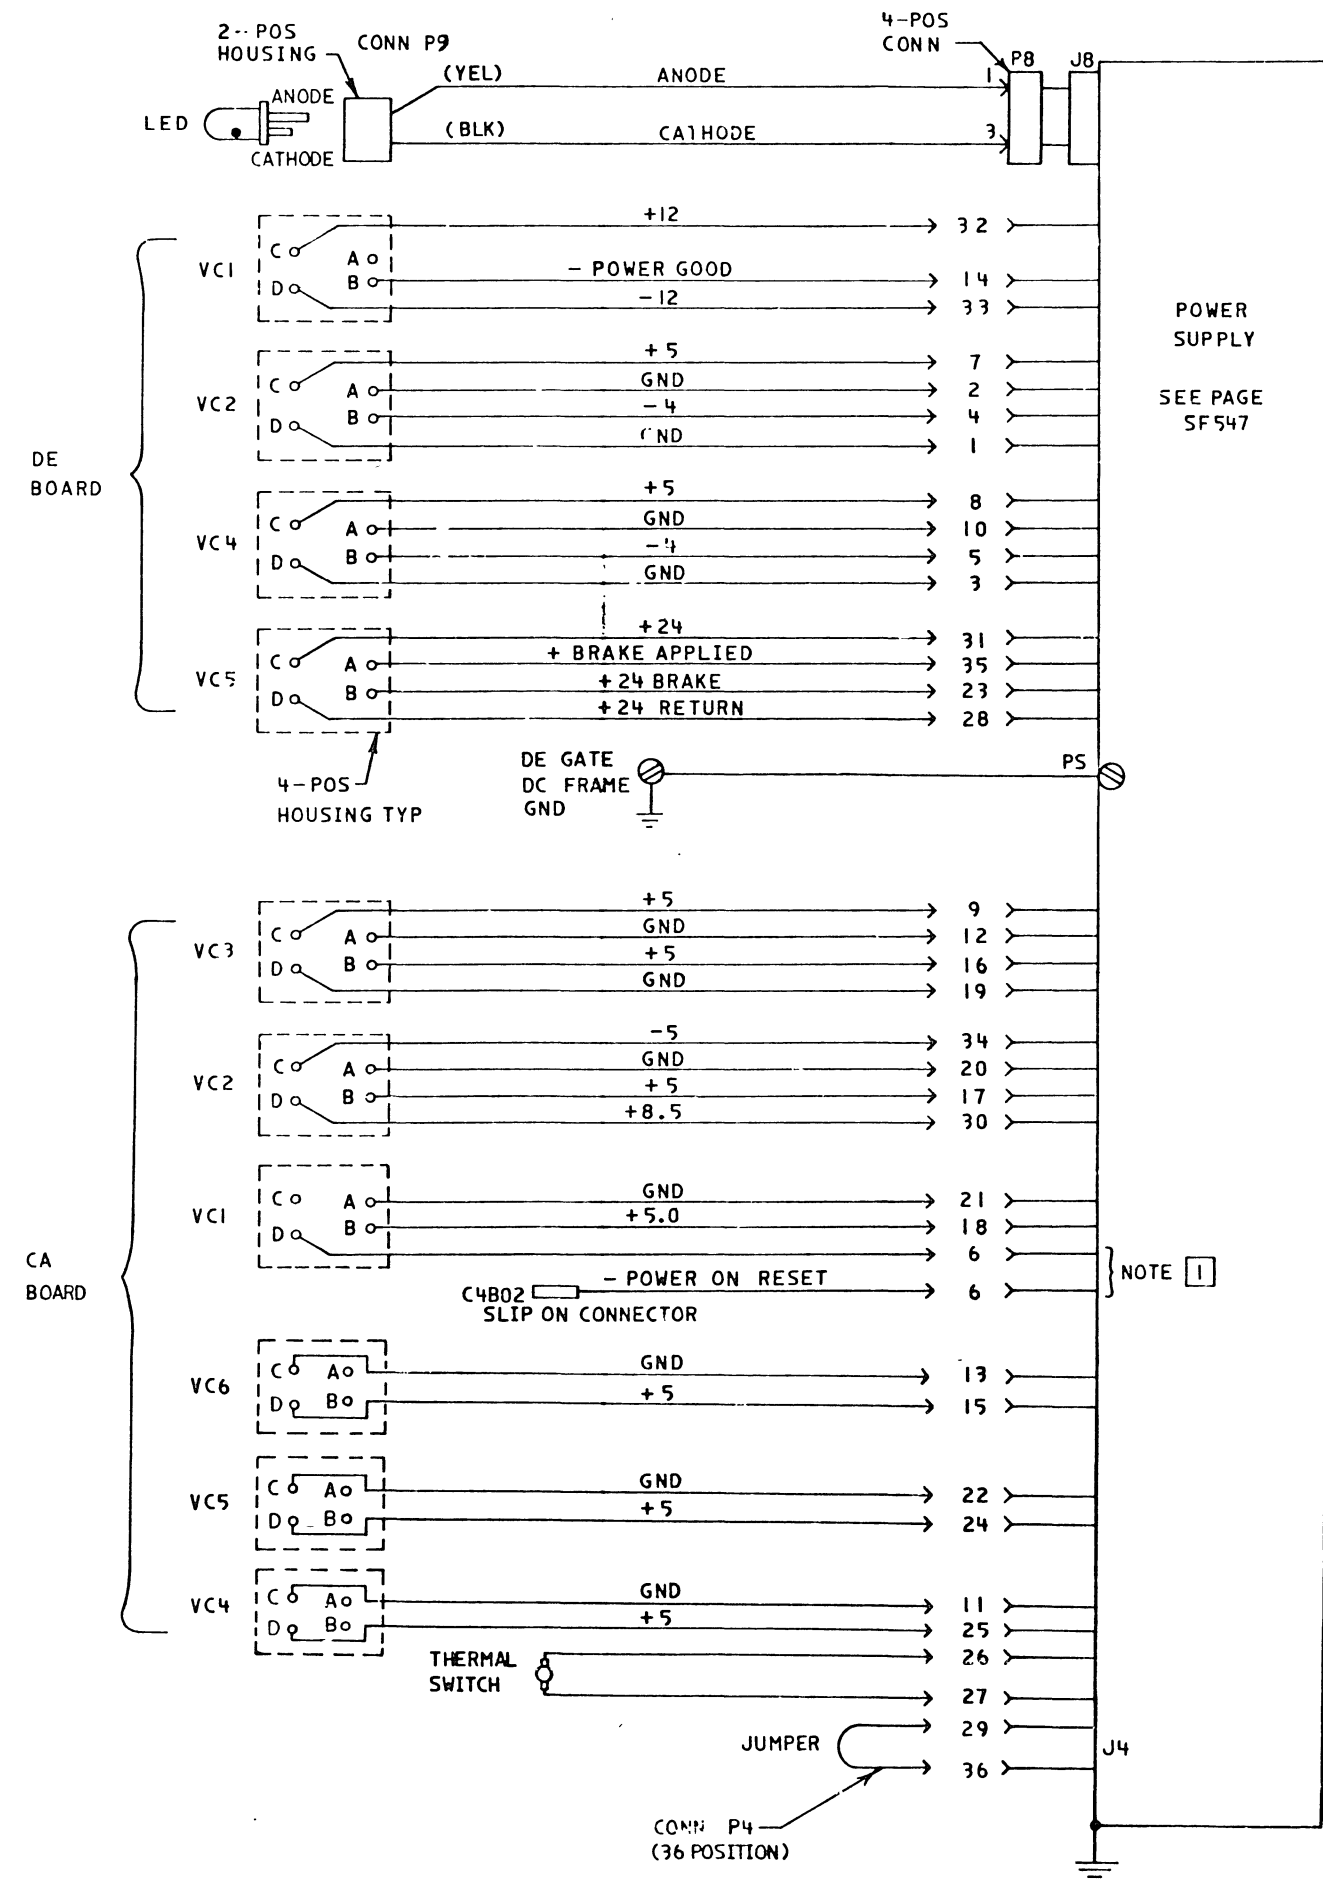 2-POS
HOUSING
CONN P9
4-POS
CONN
P8
J8
(YEL)
ANODE
1
LED
ANODE
CATHODE
(BLK)
CATHODE
3
DE
BOARD
VC1
C
D
A
B
+12
32
- POWER GOOD
14
-12
33
POWER
SUPPLY
SEE PAGE
SF547
VC2
C
D
A
B
+5
7
GND
2
-4
4
GND
1
VC4
C
D
A
B
+5
8
GND
10
-4
5
GND
3
VC5
C
D
A
B
+24
31
+ BRAKE APPLIED
35
+24 BRAKE
23
+24 RETURN
28
4-POS
HOUSING TYP
DE GATE
DC FRAME
GND
PS
CA
BOARD
VC3
C
D
A
B
+5
9
GND
12
+5
16
GND
19
VC2
C
D
A
B
-5
34
GND
20
+5
17
+8.5
30
VC1
C
D
A
B
GND
21
+5.0
18
6
NOTE 1
C4B02
SLIP ON CONNECTOR
- POWER ON RESET
6
VC6
C
D
A
B
GND
13
+5
15
VC5
C
D
A
B
GND
22
+5
24
VC4
C
D
A
B
GND
11
+5
25
THERMAL
SWITCH
26
27
JUMPER
29
36
J4
CONN P4
(36 POSITION)